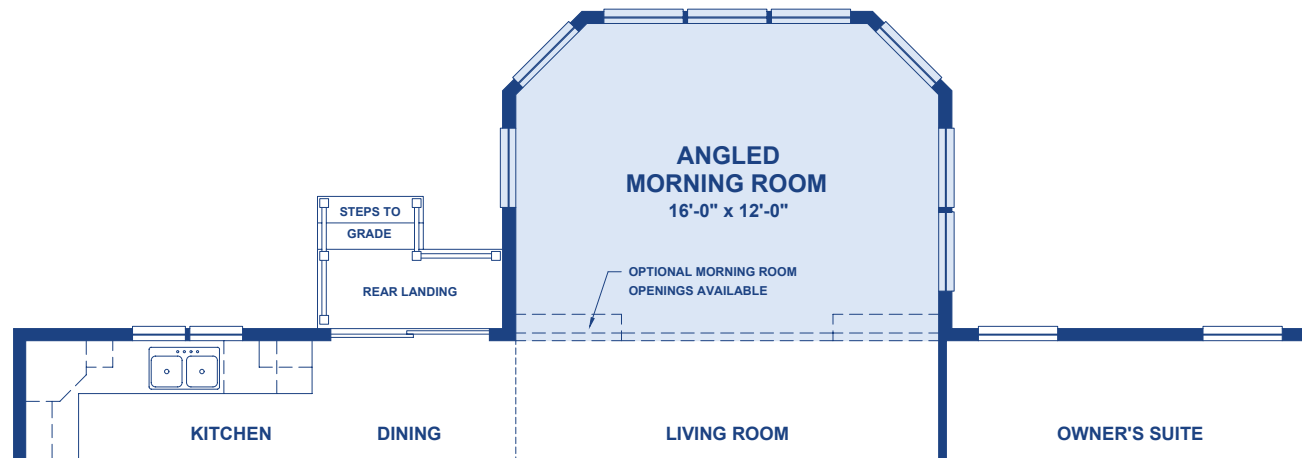 ANGLED
MORNING ROOM
16'-0" x 12'-0"
STEPS TO
GRADE
OPTIONAL MORNING ROOM
OPENINGS AVAILABLE
REAR LANDING
KITCHEN
DINING
LIVING ROOM
OWNER'S SUITE